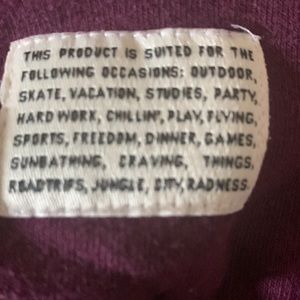 THIS PRODUCT IS SUITED FOR THE
FOLLOWING OCCASIONS: OUTDOOR,
SKATE, VACATION, STUDIES, PARTY,
HARD WORK, CHILLIN', PLAY, FLYING,
SPORTS, FREEDOM, DINNER, GAMES,
SUNBATHING, CRAVING, THINGS,
ROADTRIPS, JUNGLE, CITY, RADNESS.